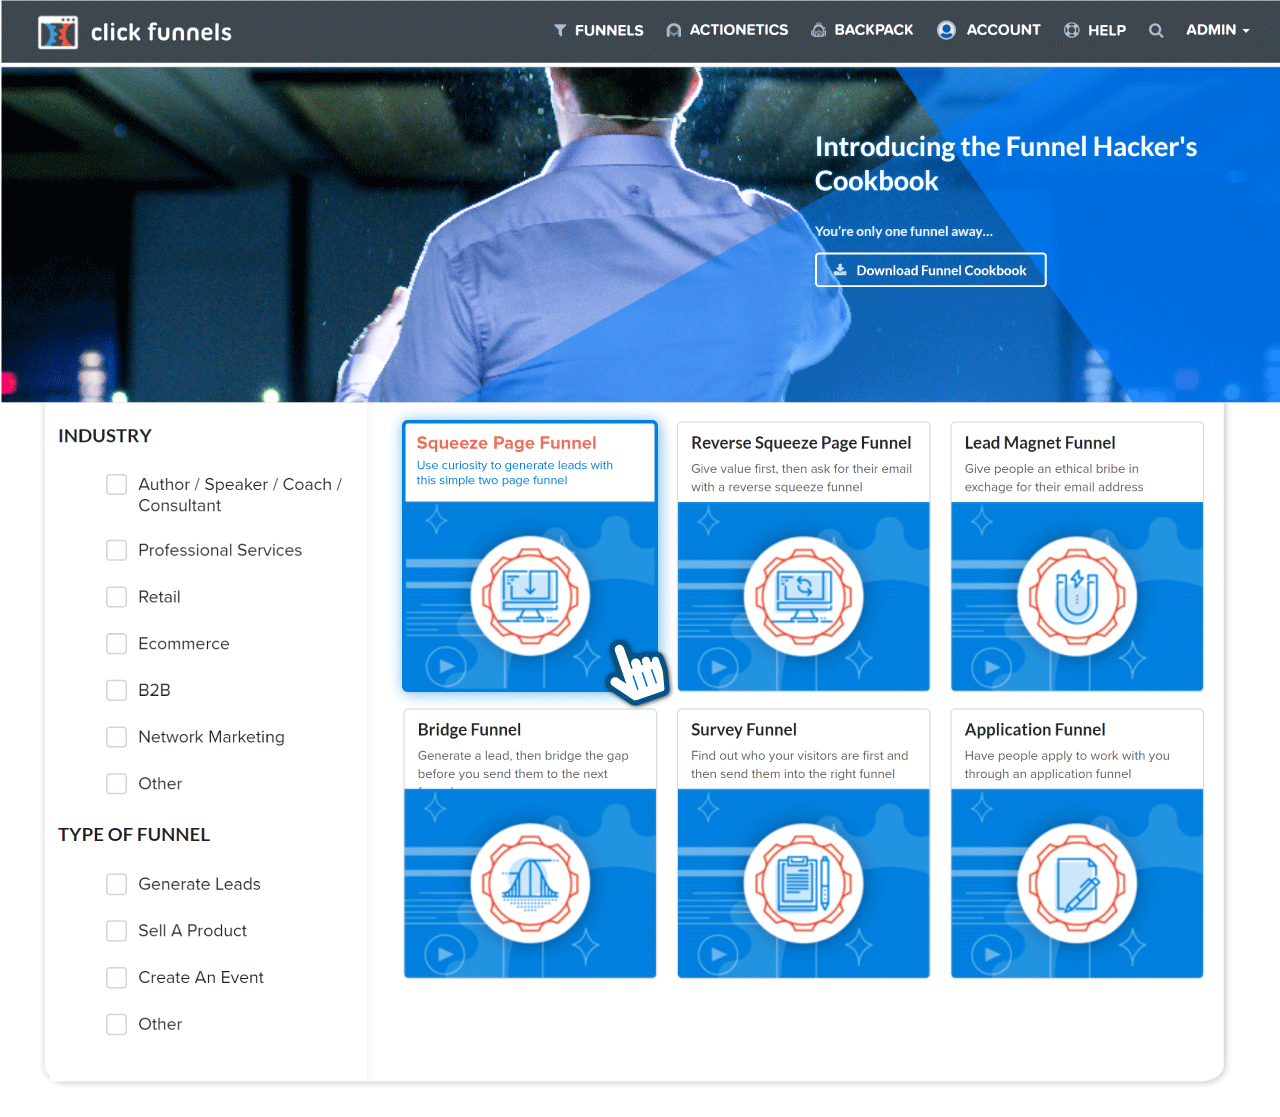 click funnels
FUNNELS
ACTIONETICS
BACKPACK
ACCOUNT
HELP
ADMIN
Introducing the Funnel Hacker's
Cookbook
You're only one funnel away...
Download Funnel Cookbook
INDUSTRY
Author / Speaker / Coach /
Consultant
Professional Services
Retail
Ecommerce
B2B
Network Marketing
Other
TYPE OF FUNNEL
Generate Leads
Sell A Product
Create An Event
Other
Squeeze Page Funnel
Use curiosity to generate leads with
this simple two page funnel
Reverse Squeeze Page Funnel
Give value first, then ask for their email
with a reverse squeeze funnel
Lead Magnet Funnel
Give people an ethical bribe in
exchage for their email address
Bridge Funnel
Generate a lead, then bridge the gap
before you send them to the next
Survey Funnel
Find out who your visitors are first and
then send them into the right funnel
Application Funnel
Have people apply to work with you
through an application funnel